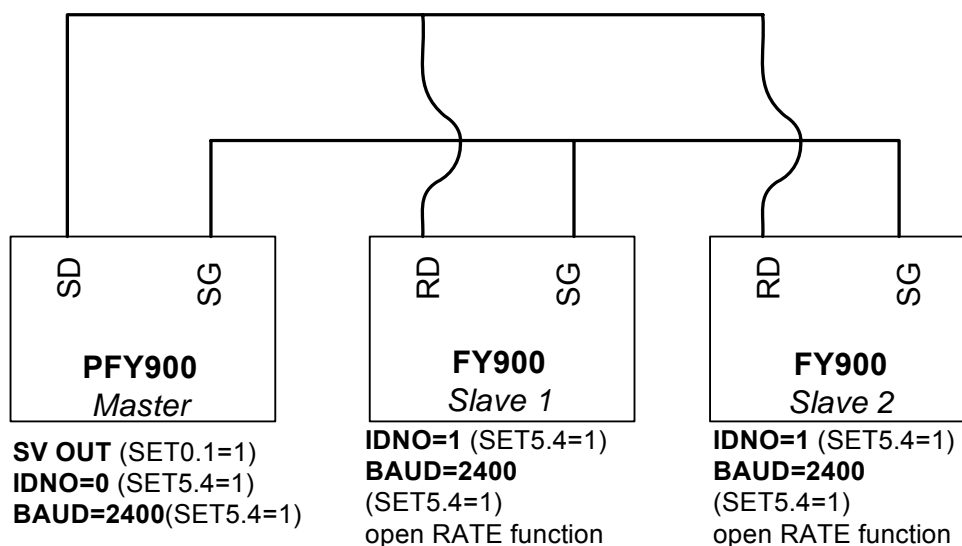 SD
SG
PFY900
Master
SV OUT (SET0.1=1)
IDNO=0 (SET5.4=1)
BAUD=2400(SET5.4=1)
RD
SG
FY900
Slave 1
IDNO=1 (SET5.4=1)
BAUD=2400
(SET5.4=1)
open RATE function
RD
SG
FY900
Slave 2
IDNO=1 (SET5.4=1)
BAUD=2400
(SET5.4=1)
open RATE function